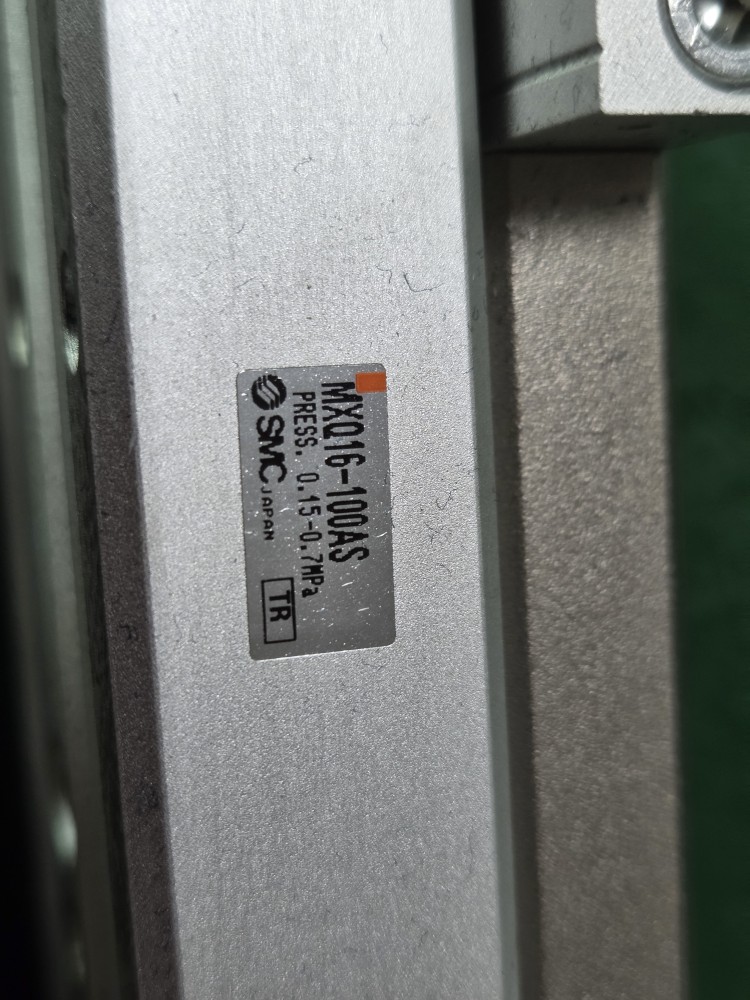 MXQ16-100AS
PRESS. 0.15-0.7MPa
SMC JAPAN
TR